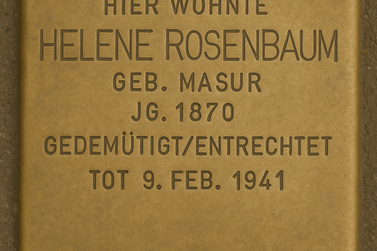 HIER WOHNTE
HELENE ROSENBAUM
GEB. MASUR
JG. 1870
GEDEMÜTIGT/ENTRECHTET
TOT 9. FEB. 1941